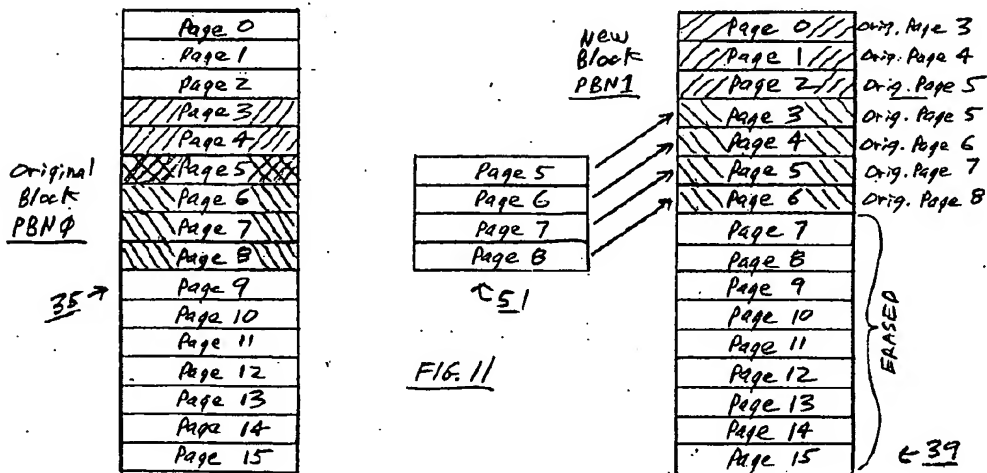 Original
Block
PBNØ
35
Page 0
Page 1
Page 2
Page 3
Page 4
Page 5
Page 6
Page 7
Page 8
Page 9
Page 10
Page 11
Page 12
Page 13
Page 14
Page 15
Page 5
Page 6
Page 7
Page 8
51
FIG. 11
New
Block
PBN1
Page 0 Orig. Page 3
Page 1 Orig. Page 4
Page 2 Orig. Page 5
Page 3 Orig. Page 5
Page 4 Orig. Page 6
Page 5 Orig. Page 7
Page 6 Orig. Page 8
Page 7
Page 8
Page 9
Page 10
Page 11
Page 12
Page 13
Page 14
Page 15
ERASED
39